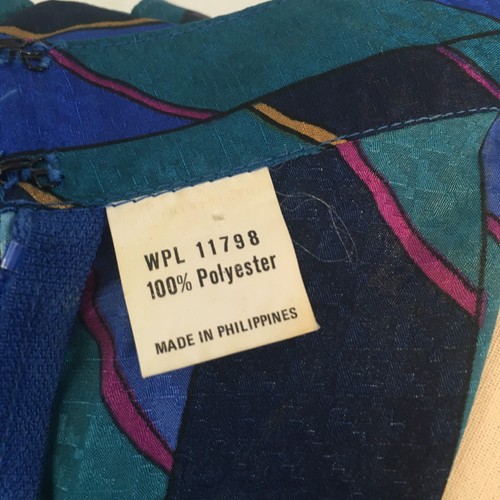 WPL 11798
100% Polyester
MADE IN PHILIPPINES